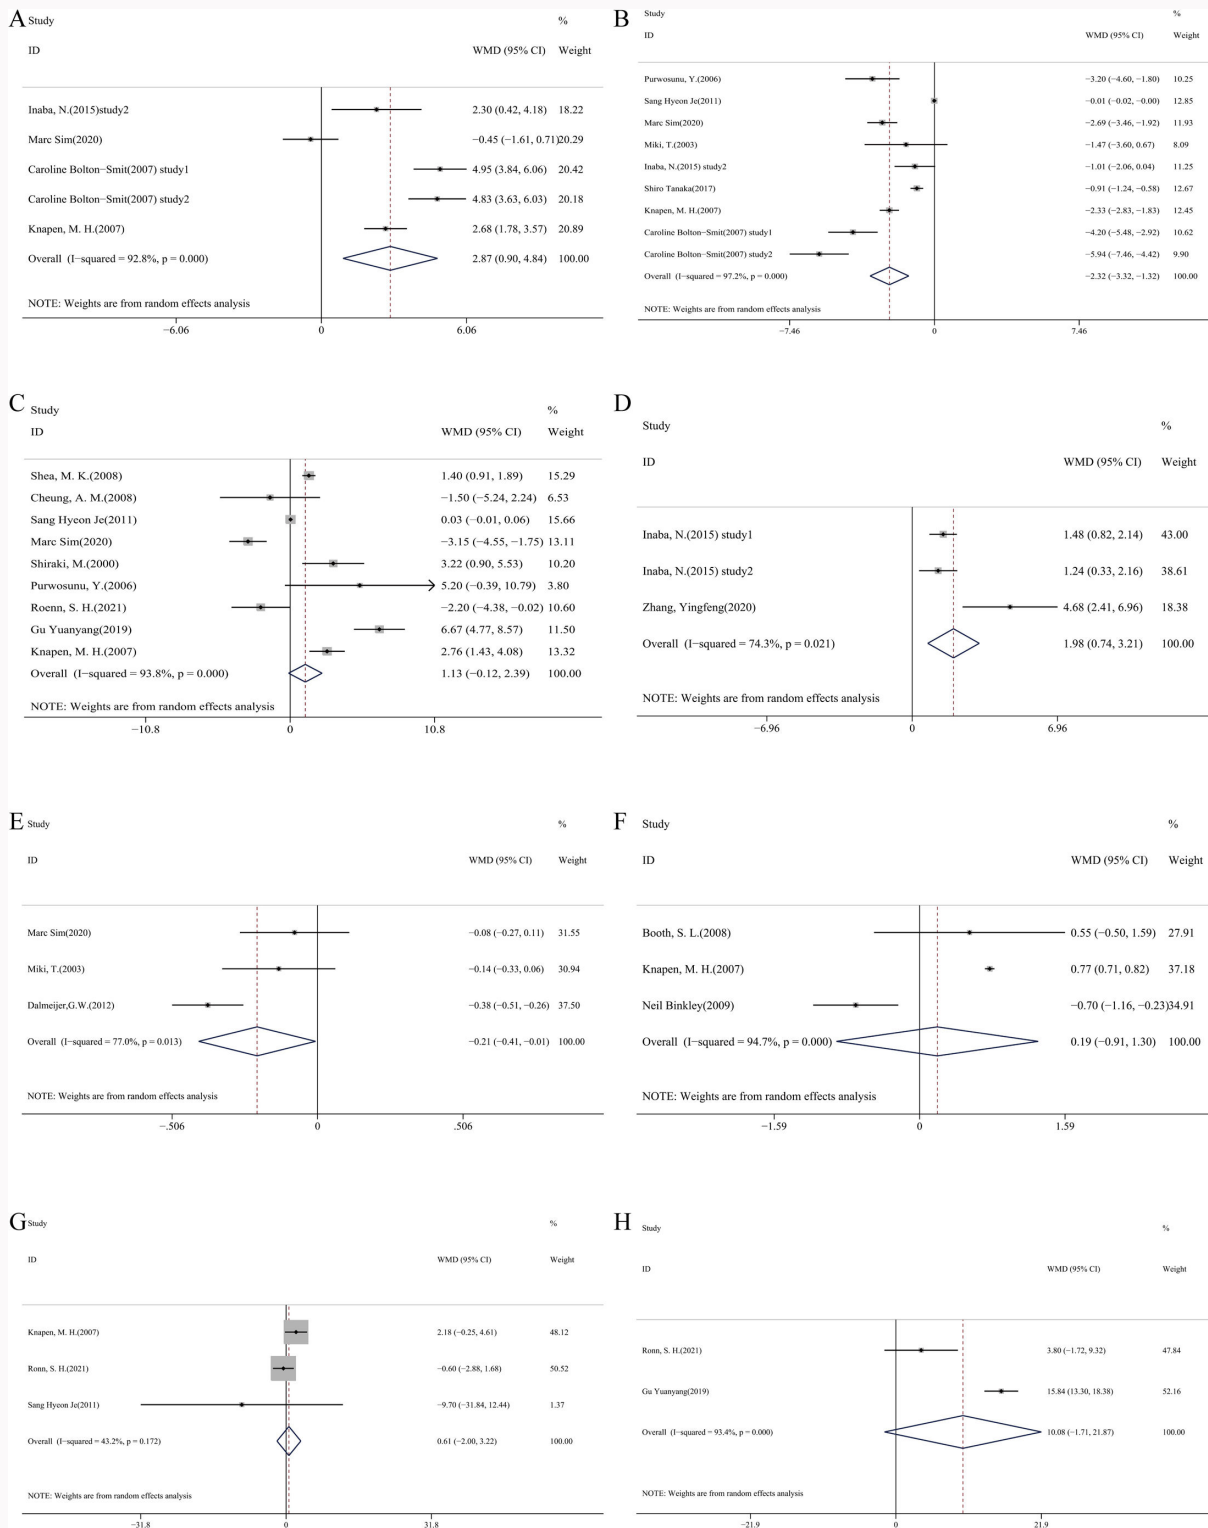 A Study %
ID WMD (95% CI) Weight
Inaba, N.(2015)study2 2.30 (0.42, 4.18) 18.22
Marc Sim(2020) −0.45 (−1.61, 0.71) 20.29
Caroline Bolton−Smit(2007) study1 4.95 (3.84, 6.06) 20.42
Caroline Bolton−Smit(2007) study2 4.83 (3.63, 6.03) 20.18
Knapen, M. H.(2007) 2.68 (1.78, 3.57) 20.89
Overall (I−squared = 92.8%, p = 0.000) 2.87 (0.90, 4.84) 100.00
NOTE: Weights are from random effects analysis
−6.06 0 6.06
B Study %
ID WMD (95% CI) Weight
Purwosunu, Y.(2006) −3.20 (−4.60, −1.80) 10.25
Sang Hyeon Je(2011) −0.01 (−0.02, −0.00) 12.85
Marc Sim(2020) −2.69 (−3.46, −1.92) 11.93
Miki, T.(2003) −1.47 (−3.60, 0.67) 8.09
Inaba, N.(2015) study2 −1.01 (−2.06, 0.04) 11.25
Shiro Tanaka(2017) −0.91 (−1.24, −0.58) 12.67
Knapen, M. H.(2007) −2.33 (−2.83, −1.83) 12.45
Caroline Bolton−Smit(2007) study1 −4.20 (−5.48, −2.92) 10.62
Caroline Bolton−Smit(2007) study2 −5.94 (−7.46, −4.42) 9.90
Overall (I−squared = 97.2%, p = 0.000) −2.32 (−3.32, −1.32) 100.00
NOTE: Weights are from random effects analysis
−7.46 0 7.46
C Study %
ID WMD (95% CI) Weight
Shea, M. K.(2008) 1.40 (0.91, 1.89) 15.29
Cheung, A. M.(2008) −1.50 (−5.24, 2.24) 6.53
Sang Hyeon Je(2011) 0.03 (−0.01, 0.06) 15.66
Marc Sim(2020) −3.15 (−4.55, −1.75) 13.11
Shiraki, M.(2000) 3.22 (0.90, 5.53) 10.20
Purwosunu, Y.(2006) 5.20 (−0.39, 10.79) 3.80
Roenn, S. H.(2021) −2.20 (−4.38, −0.02) 10.60
Gu Yuanyang(2019) 6.67 (4.77, 8.57) 11.50
Knapen, M. H.(2007) 2.76 (1.43, 4.08) 13.32
Overall (I−squared = 93.8%, p = 0.000) 1.13 (−0.12, 2.39) 100.00
NOTE: Weights are from random effects analysis
−10.8 0 10.8
D Study %
ID WMD (95% CI) Weight
Inaba, N.(2015) study1 1.48 (0.82, 2.14) 43.00
Inaba, N.(2015) study2 1.24 (0.33, 2.16) 38.61
Zhang, Yingfeng(2020) 4.68 (2.41, 6.96) 18.38
Overall (I−squared = 74.3%, p = 0.021) 1.98 (0.74, 3.21) 100.00
NOTE: Weights are from random effects analysis
−6.96 0 6.96
E Study %
ID WMD (95% CI) Weight
Marc Sim(2020) −0.08 (−0.27, 0.11) 31.55
Miki, T.(2003) −0.14 (−0.33, 0.06) 30.94
Dalmeijer,G.W.(2012) −0.38 (−0.51, −0.26) 37.50
Overall (I−squared = 77.0%, p = 0.013) −0.21 (−0.41, −0.01) 100.00
NOTE: Weights are from random effects analysis
−.506 0 .506
F Study %
ID WMD (95% CI) Weight
Booth, S. L.(2008) 0.55 (−0.50, 1.59) 27.91
Knapen, M. H.(2007) 0.77 (0.71, 0.82) 37.18
Neil Binkley(2009) −0.70 (−1.16, −0.23) 34.91
Overall (I−squared = 94.7%, p = 0.000) 0.19 (−0.91, 1.30) 100.00
NOTE: Weights are from random effects analysis
−1.59 0 1.59
G Study %
ID WMD (95% CI) Weight
Knapen, M. H.(2007) 2.18 (−0.25, 4.61) 48.12
Ronn, S. H.(2021) −0.60 (−2.88, 1.68) 50.52
Sang Hyeon Je(2011) −9.70 (−31.84, 12.44) 1.37
Overall (I−squared = 43.2%, p = 0.172) 0.61 (−2.00, 3.22) 100.00
NOTE: Weights are from random effects analysis
−31.8 0 31.8
H Study %
ID WMD (95% CI) Weight
Ronn, S. H.(2021) 3.80 (−1.72, 9.32) 47.84
Gu Yuanyang(2019) 15.84 (13.30, 18.38) 52.16
Overall (I−squared = 93.4%, p = 0.000) 10.08 (−1.71, 21.87) 100.00
NOTE: Weights are from random effects analysis
−21.9 0 21.9